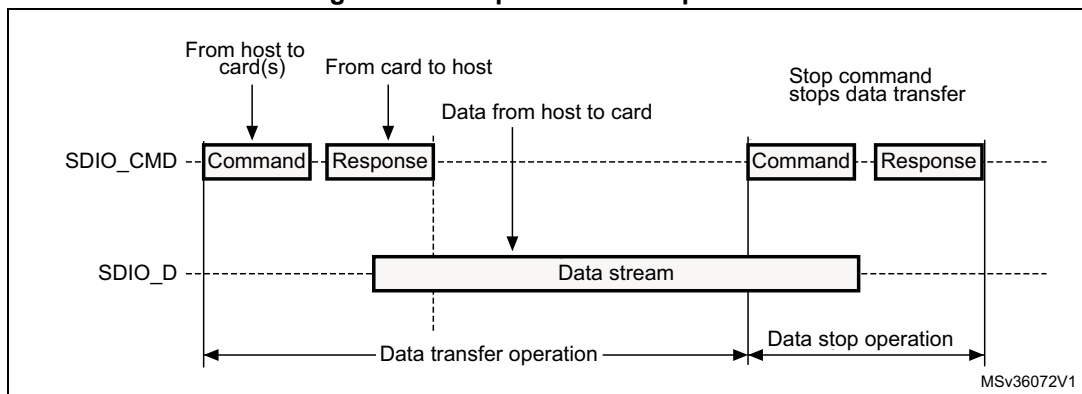 From host to
card(s)
From card to host
Stop command
stops data transfer
Data from host to card
SDIO_CMD
Command
Response
Command
Response
SDIO_D
Data stream
Data transfer operation
Data stop operation
MSv36072V1